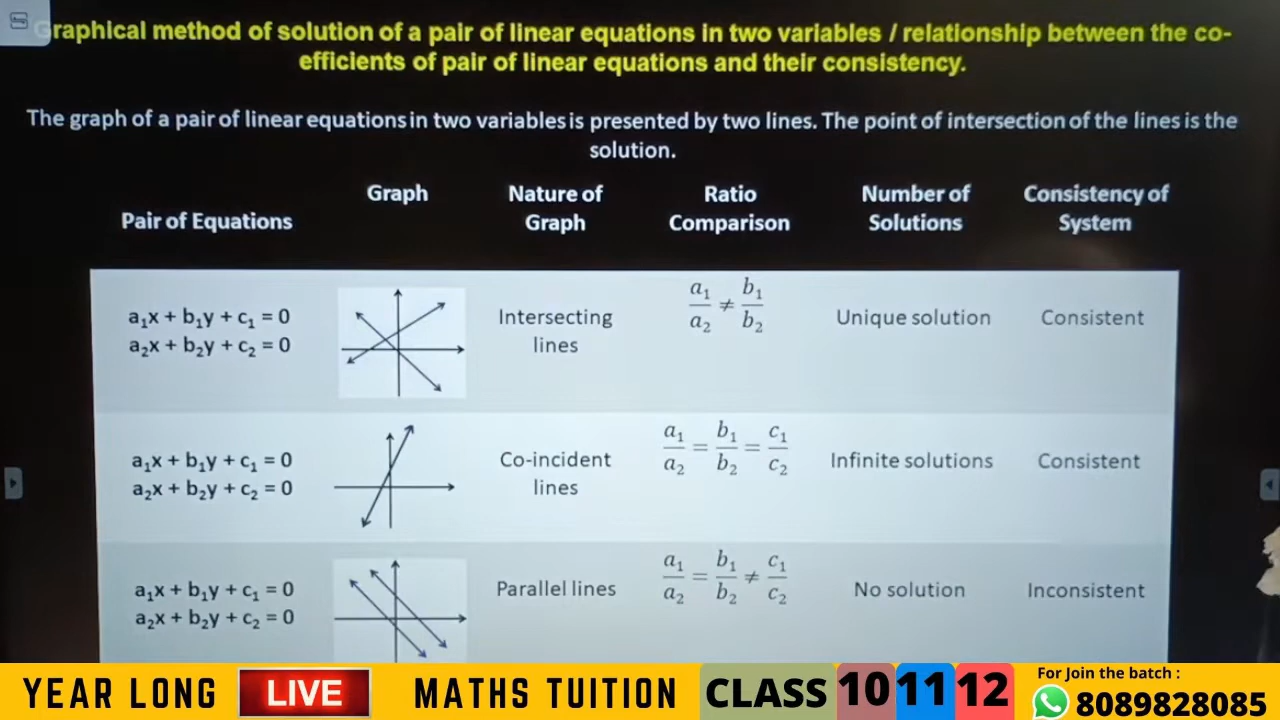 raphical method of solution of a pair of linear equations in two variables / relationship between the co-
efficients of pair of linear equations and their consistency.
The graph of a pair of linear equations in two variables is presented by two lines. The point of intersection of the lines is the
solution.
Pair of Equations Graph Nature of Graph Ratio Comparison Number of Solutions Consistency of System
a₁x + b₁y + c₁ = 0
a₂x + b₂y + c₂ = 0
Intersecting
lines
a₁/a₂ ≠ b₁/b₂
Unique solution
Consistent
a₁x + b₁y + c₁ = 0
a₂x + b₂y + c₂ = 0
Co-incident
lines
a₁/a₂ = b₁/b₂ = c₁/c₂
Infinite solutions
Consistent
a₁x + b₁y + c₁ = 0
a₂x + b₂y + c₂ = 0
Parallel lines
a₁/a₂ = b₁/b₂ ≠ c₁/c₂
No solution
Inconsistent
YEAR LONG LIVE MATHS TUITION CLASS 10 11 12
For Join the batch :
8089828085